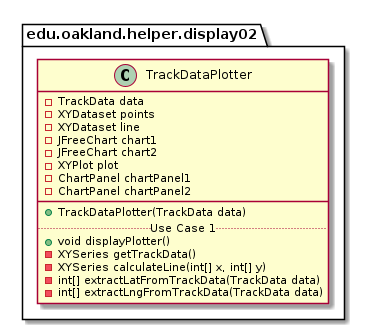 edu.oakland.helper.display02
C TrackDataPlotter
TrackData data
XYDataset points
XYDataset line
JFreeChart chart1
JFreeChart chart2
XYPlot plot
ChartPanel chartPanel1
ChartPanel chartPanel2
TrackDataPlotter(TrackData data)
Use Case 1
void displayPlotter()
XYSeries getTrackData()
XYSeries calculateLine(int[] x, int[] y)
int[] extractLatFromTrackData(TrackData data)
int[] extractLngFromTrackData(TrackData data)